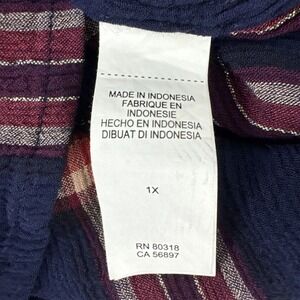 MADE IN INDONESIA
FABRIQUE EN
INDONESIE
HECHO EN INDONESIA
DIBUAT DI INDONESIA
1X
RN 80318
CA 56897